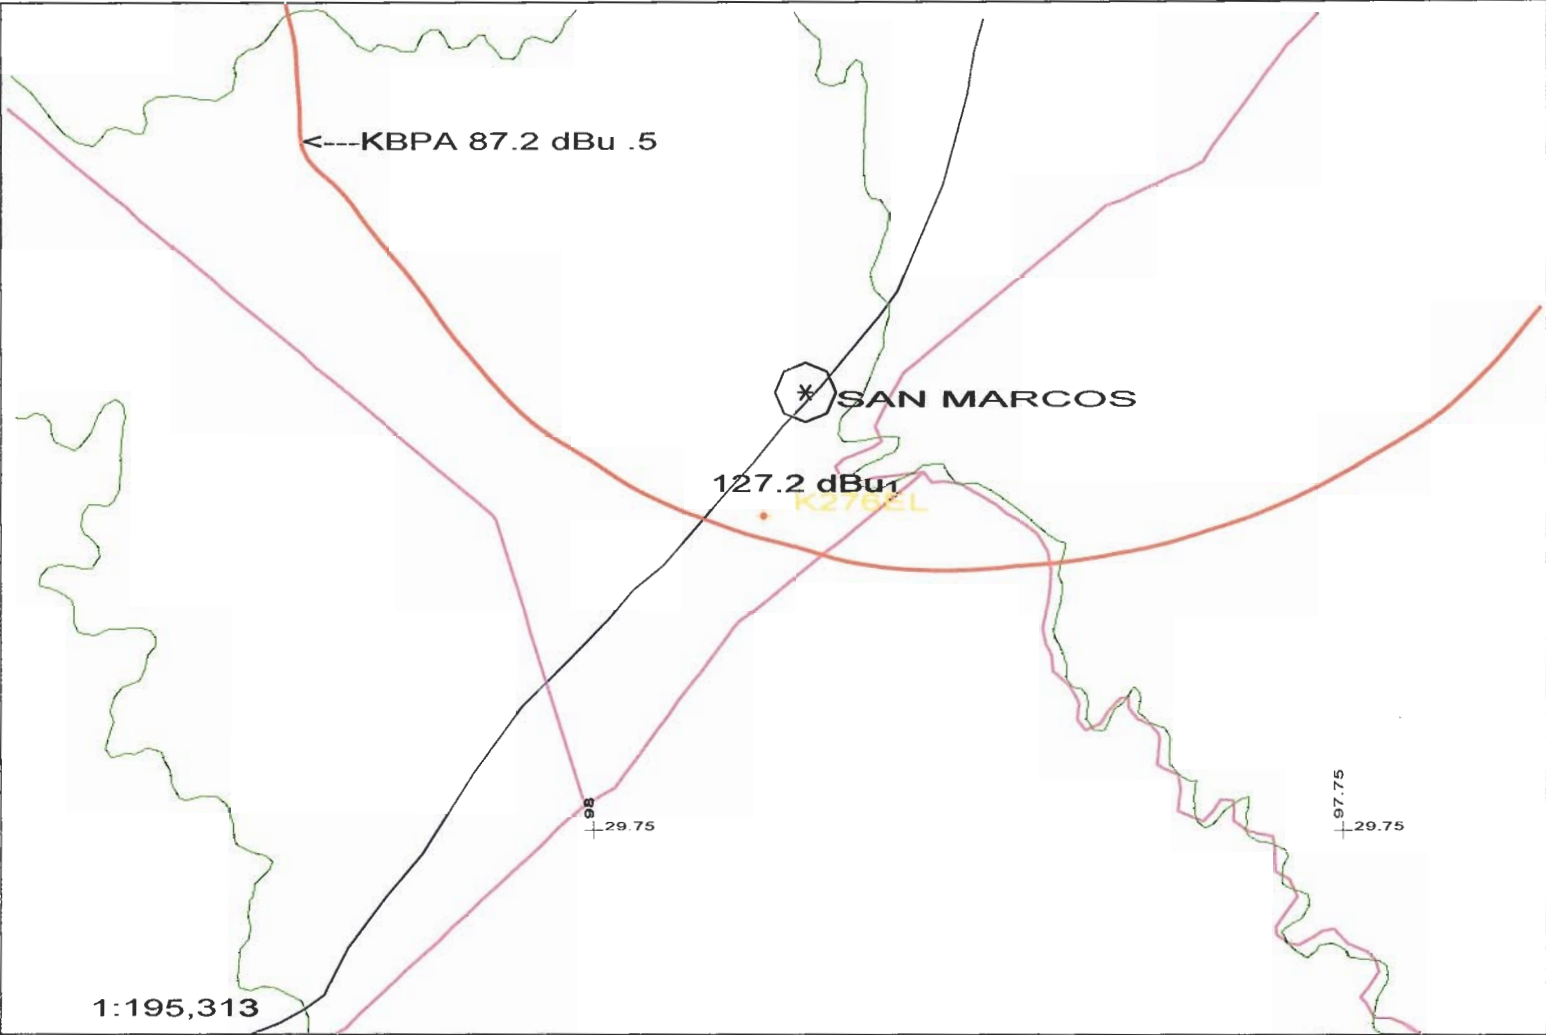 <---KBPA 87.2 dBu .5
SAN MARCOS
127.2 dBu1
K276EL
98
29.75
97.75
29.75
1:195,313